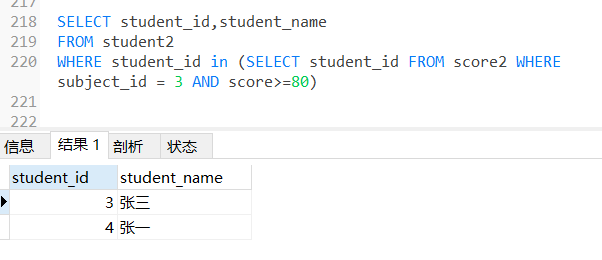 217
218 SELECT student_id,student_name
219 FROM student2
220 WHERE student_id in (SELECT student_id FROM score2 WHERE
subject_id = 3 AND score>=80)
221
222
信息 结果 1 剖析 状态
student_id student_name
3 张三
4 张一